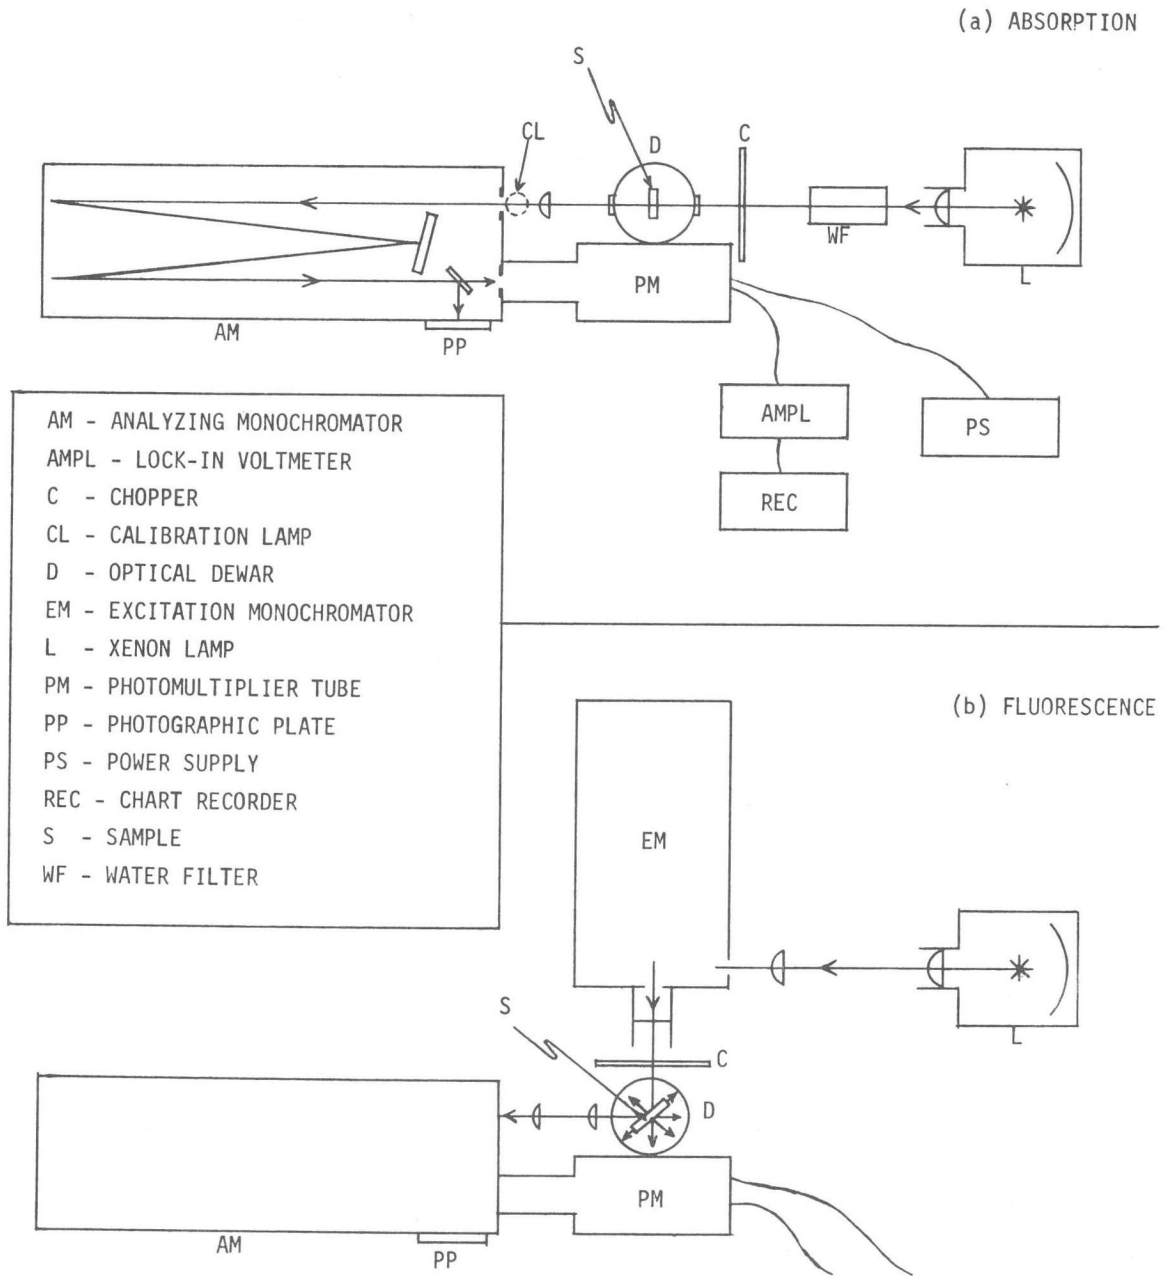 (a) ABSORPTION
S
CL
D
C
WF
L
PM
AM
PP
AMPL
PS
REC
AM - ANALYZING MONOCHROMATOR
AMPL - LOCK-IN VOLTMETER
C - CHOPPER
CL - CALIBRATION LAMP
D - OPTICAL DEWAR
EM - EXCITATION MONOCHROMATOR
L - XENON LAMP
PM - PHOTOMULTIPLIER TUBE
PP - PHOTOGRAPHIC PLATE
PS - POWER SUPPLY
REC - CHART RECORDER
S - SAMPLE
WF - WATER FILTER
(b) FLUORESCENCE
EM
L
S
C
D
PM
AM
PP